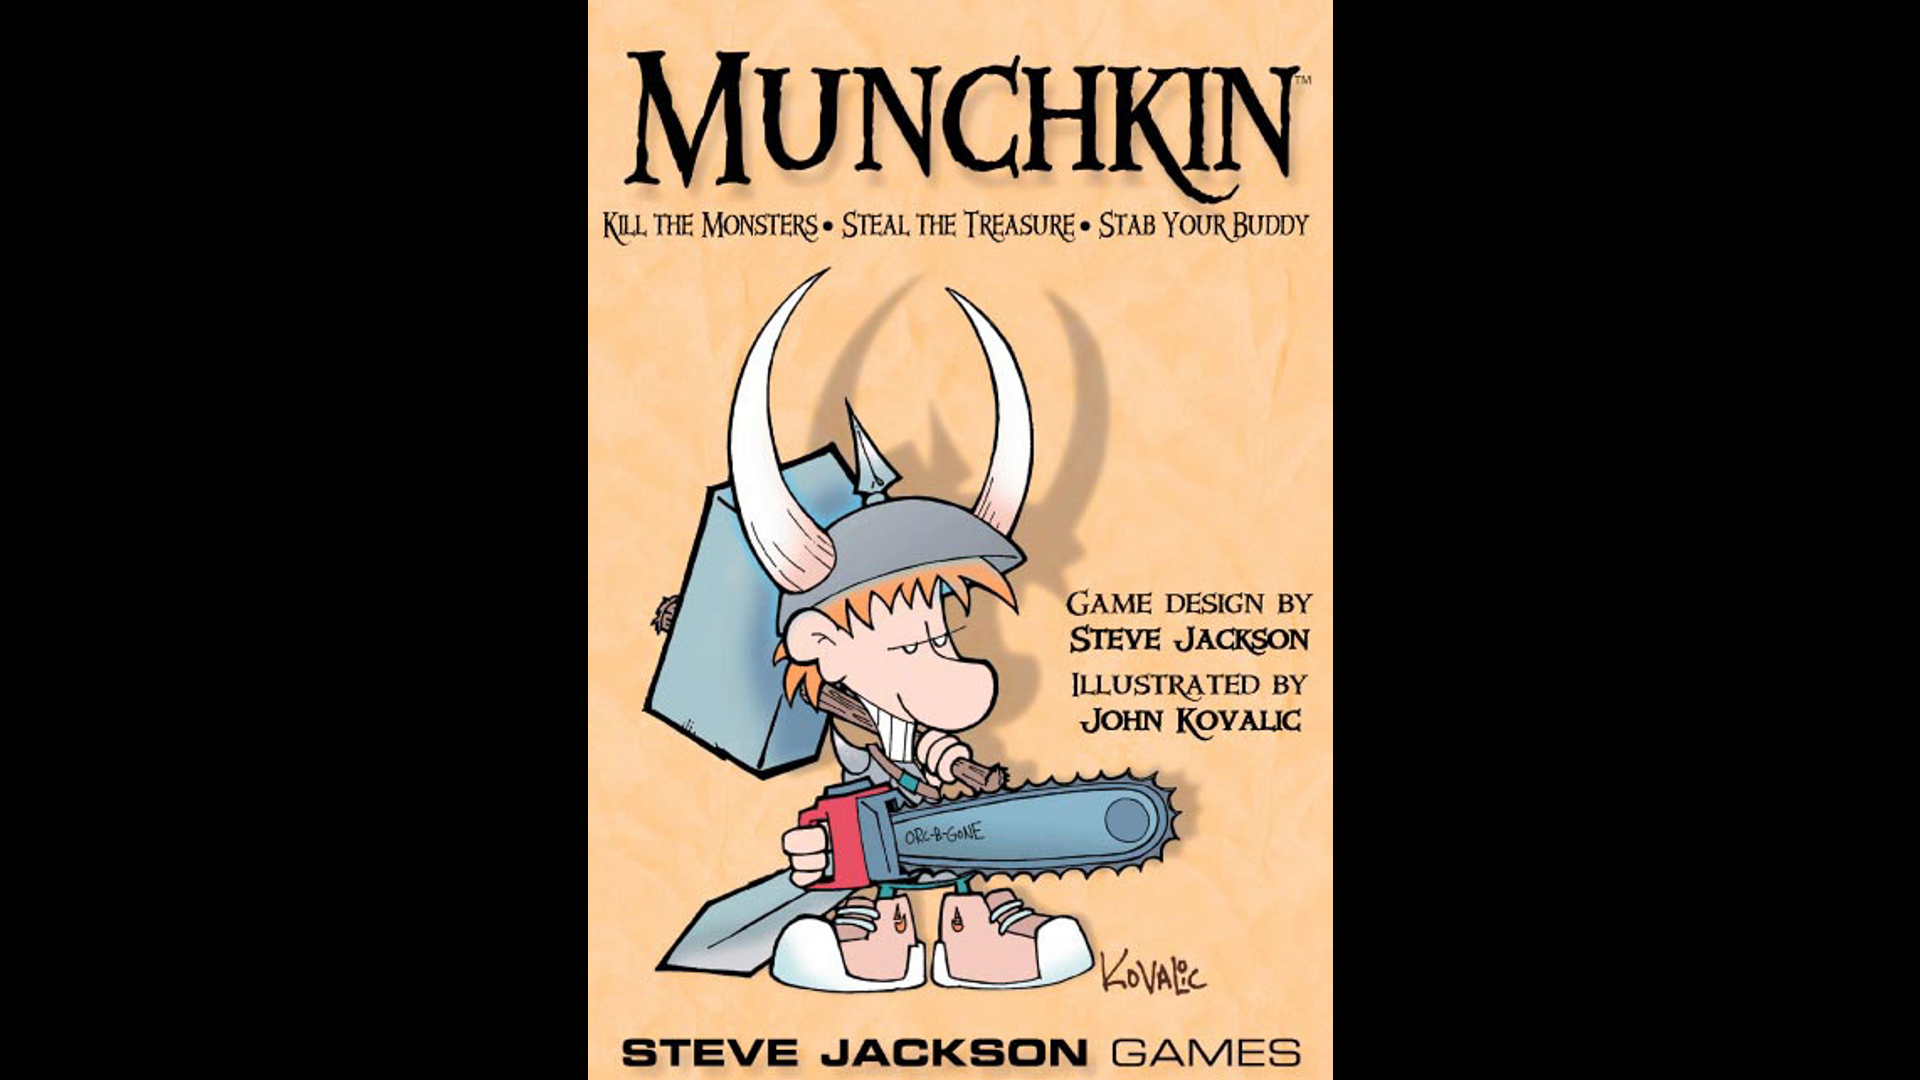 MUNCHKIN™
KILL THE MONSTERS • STEAL THE TREASURE • STAB YOUR BUDDY
GAME DESIGN BY
STEVE JACKSON
ILLUSTRATED BY
JOHN KOVALIC
ORC-B-GONE
KOVALIC
STEVE JACKSON GAMES